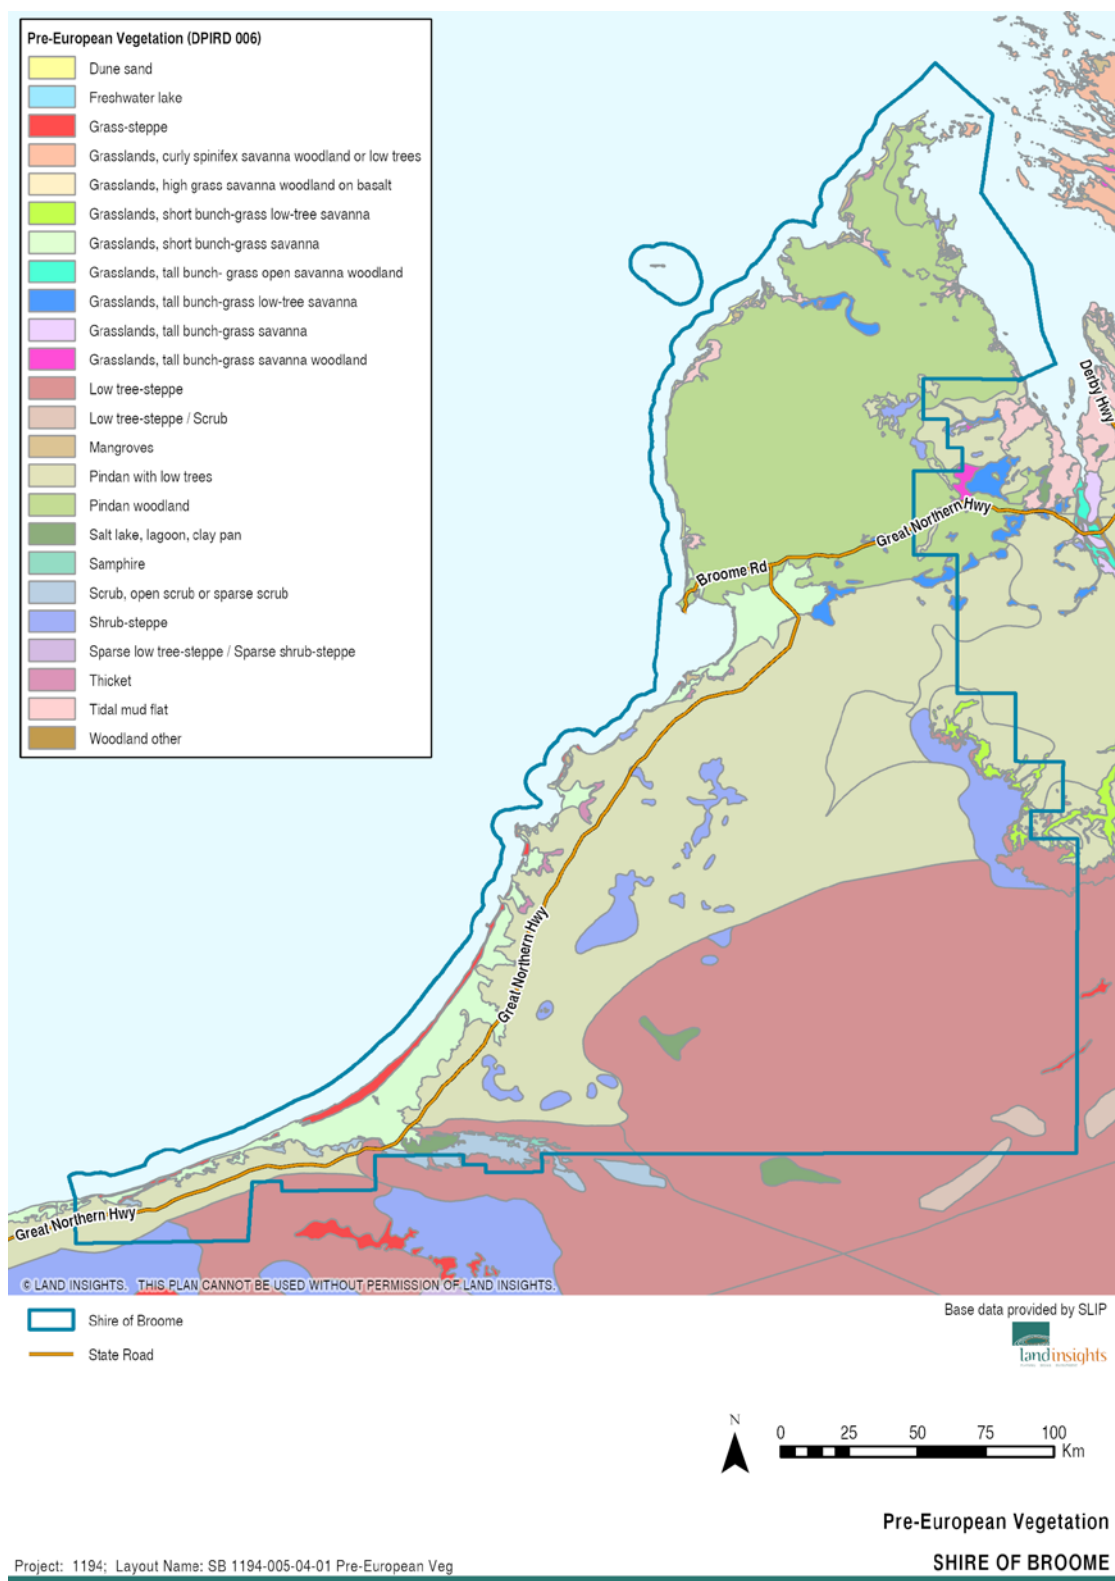 Pre-European Vegetation (DPIRD 006)
Dune sand
Freshwater lake
Grass-steppe
Grasslands, curly spinifex savanna woodland or low trees
Grasslands, high grass savanna woodland on basalt
Grasslands, short bunch-grass low-tree savanna
Grasslands, short bunch-grass savanna
Grasslands, tall bunch- grass open savanna woodland
Grasslands, tall bunch-grass low-tree savanna
Grasslands, tall bunch-grass savanna
Grasslands, tall bunch-grass savanna woodland
Low tree-steppe
Low tree-steppe / Scrub
Mangroves
Pindan with low trees
Pindan woodland
Salt lake, lagoon, clay pan
Samphire
Scrub, open scrub or sparse scrub
Shrub-steppe
Sparse low tree-steppe / Sparse shrub-steppe
Thicket
Tidal mud flat
Woodland other
Derby Hwy
Great Northern Hwy
Broome Rd
Great Northern Hwy
Great Northern Hwy
© LAND INSIGHTS. THIS PLAN CANNOT BE USED WITHOUT PERMISSION OF LAND INSIGHTS.
Shire of Broome
State Road
Base data provided by SLIP
landinsights
N
0 25 50 75 100
Km
Pre-European Vegetation
SHIRE OF BROOME
Project: 1194; Layout Name: SB 1194-005-04-01 Pre-European Veg